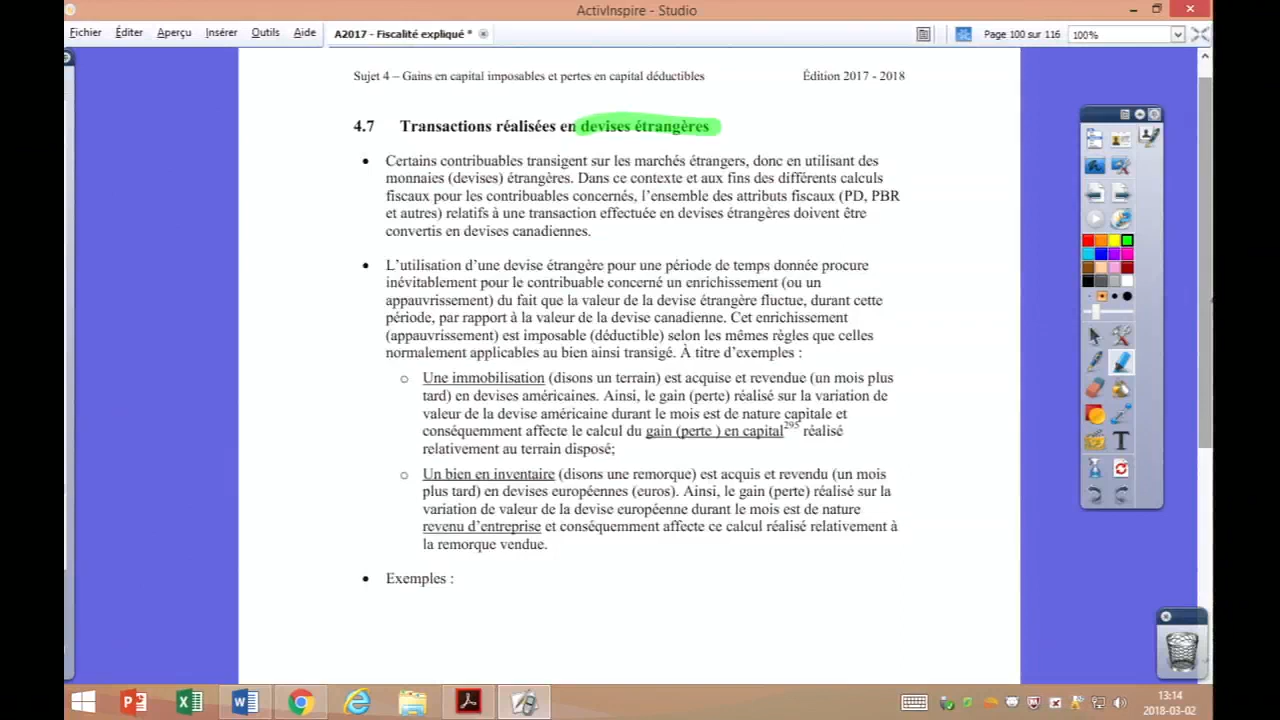 ActivInspire - Studio
Fichier Éditer Aperçu Insérer Outils Aide A2017 - Fiscalité expliqué * Page 100 sur 116 100%
Sujet 4 – Gains en capital imposables et pertes en capital déductibles Édition 2017 - 2018
4.7 Transactions réalisées en devises étrangères
• Certains contribuables transigent sur les marchés étrangers, donc en utilisant des
monnaies (devises) étrangères. Dans ce contexte et aux fins des différents calculs
fiscaux pour les contribuables concernés, l’ensemble des attributs fiscaux (PD, PBR
et autres) relatifs à une transaction effectuée en devises étrangères doivent être
convertis en devises canadiennes.
• L’utilisation d’une devise étrangère pour une période de temps donnée procure
inévitablement pour le contribuable concerné un enrichissement (ou un
appauvrissement) du fait que la valeur de la devise étrangère fluctue, durant cette
période, par rapport à la valeur de la devise canadienne. Cet enrichissement
(appauvrissement) est imposable (déductible) selon les mêmes règles que celles
normalement applicables au bien ainsi transigé. À titre d’exemples :
o Une immobilisation (disons un terrain) est acquise et revendue (un mois plus
tard) en devises américaines. Ainsi, le gain (perte) réalisé sur la variation de
valeur de la devise américaine durant le mois est de nature capitale et
conséquemment affecte le calcul du gain (perte ) en capital295 réalisé
relativement au terrain disposé;
o Un bien en inventaire (disons une remorque) est acquis et revendu (un mois
plus tard) en devises européennes (euros). Ainsi, le gain (perte) réalisé sur la
variation de valeur de la devise européenne durant le mois est de nature
revenu d’entreprise et conséquemment affecte ce calcul réalisé relativement à
la remorque vendue.
• Exemples :
13:14
2018-03-02